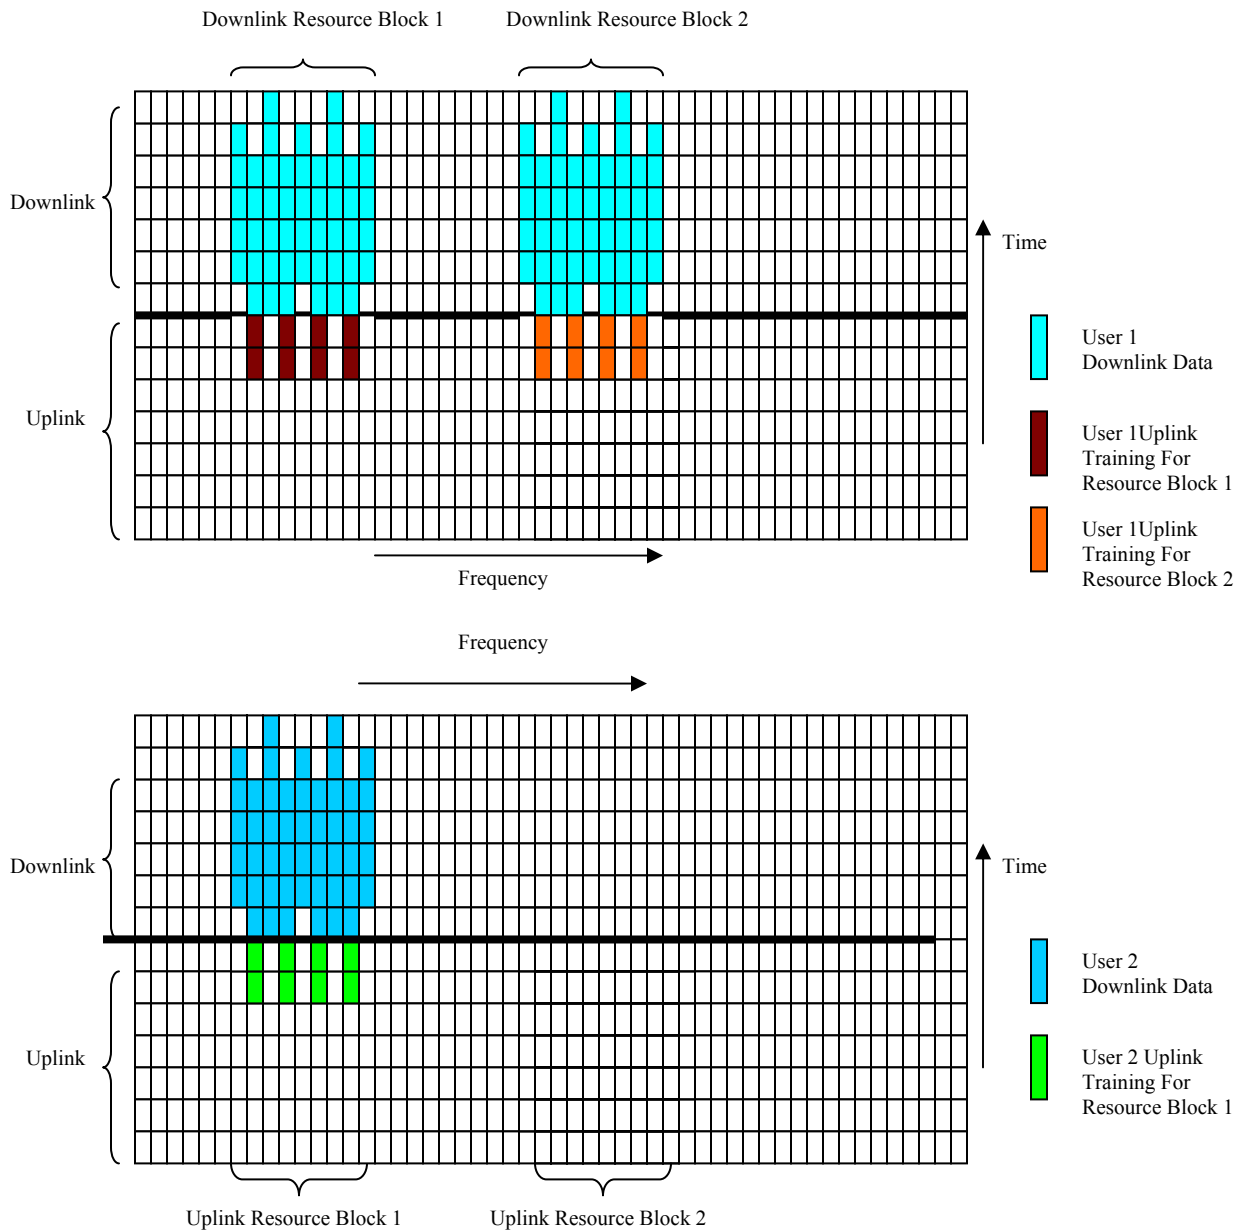 Downlink Resource Block 1
Downlink Resource Block 2
Downlink
Time
User 1
Downlink Data
Uplink
User 1Uplink
Training For
Resource Block 1
User 1Uplink
Training For
Resource Block 2
Frequency
Frequency
Downlink
Time
User 2
Downlink Data
Uplink
User 2 Uplink
Training For
Resource Block 1
Uplink Resource Block 1
Uplink Resource Block 2